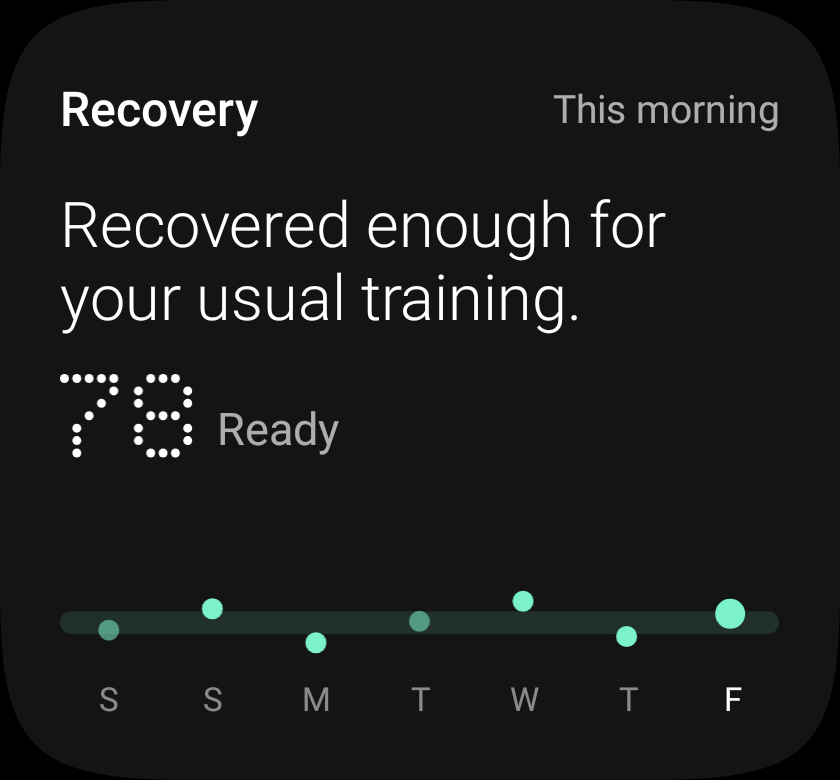 Recovery
This morning
Recovered enough for
your usual training.
78 Ready
S S M T W T F